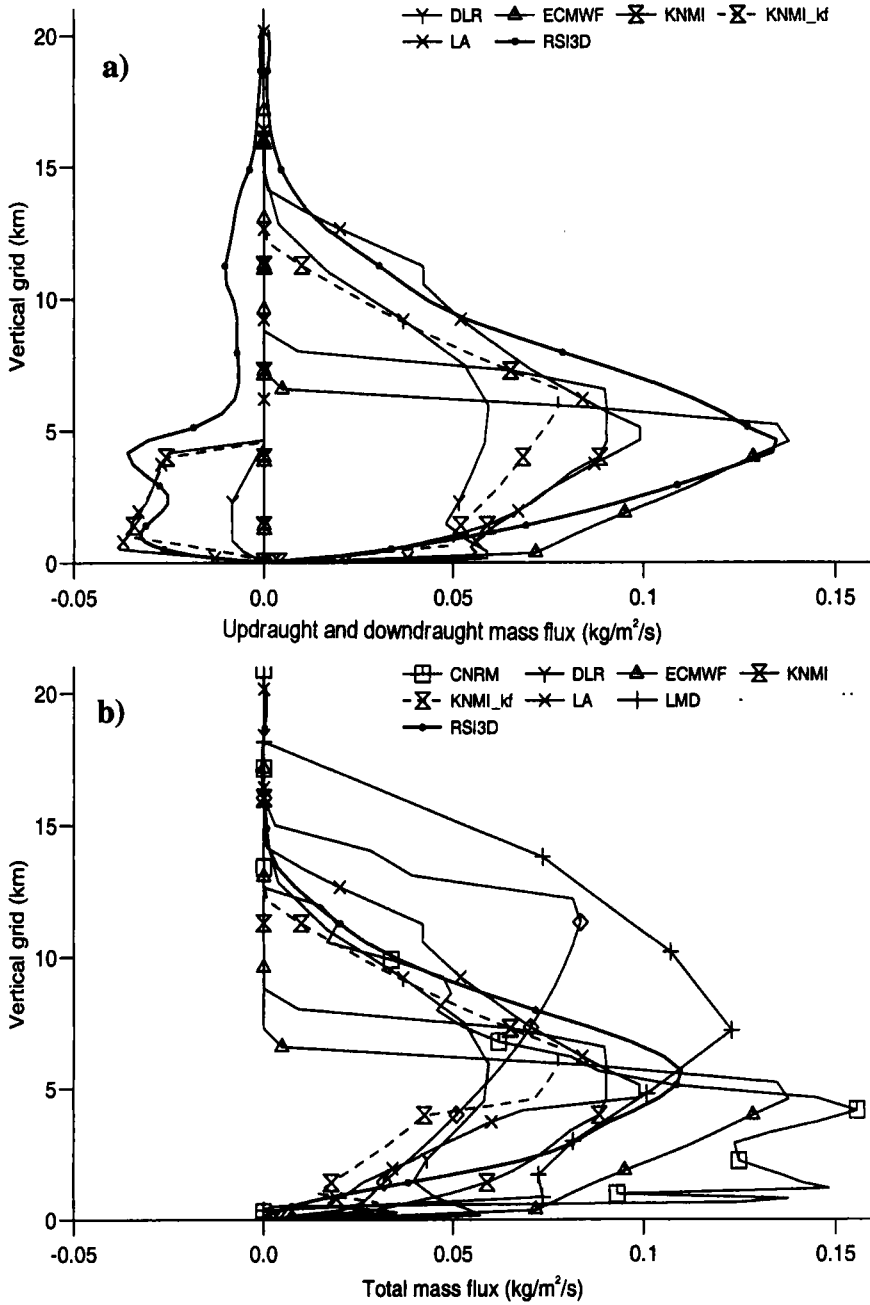 DLR ECMWF KNMI KNMI_kf
LA RSI3D
a)
20
15
10
5
0
Vertical grid (km)
-0.05 0.0 0.05 0.1 0.15
Updraught and downdraught mass flux (kg/m²/s)
CNRM DLR ECMWF KNMI
KNMI_kf LA LMD
RSI3D
b)
20
15
10
5
0
Vertical grid (km)
-0.05 0.0 0.05 0.1 0.15
Total mass flux (kg/m²/s)